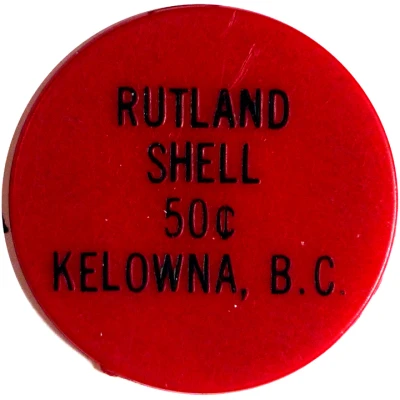 RUTLAND
SHELL
50¢
KELOWNA, B.C.